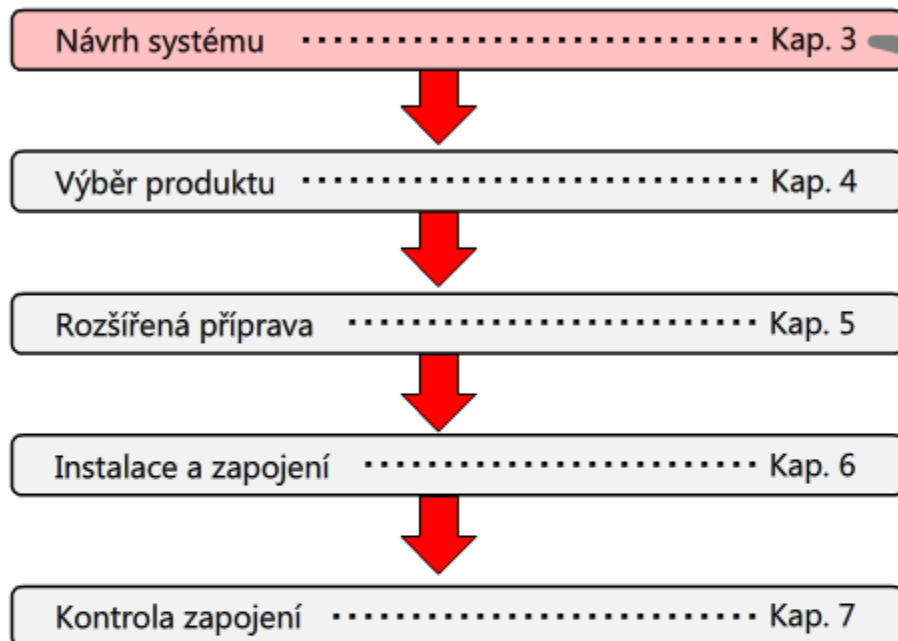 Návrh systému ····························· Kap. 3
Výběr produktu ····························· Kap. 4
Rozšířená příprava ·························· Kap. 5
Instalace a zapojení ························· Kap. 6
Kontrola zapojení ··························· Kap. 7